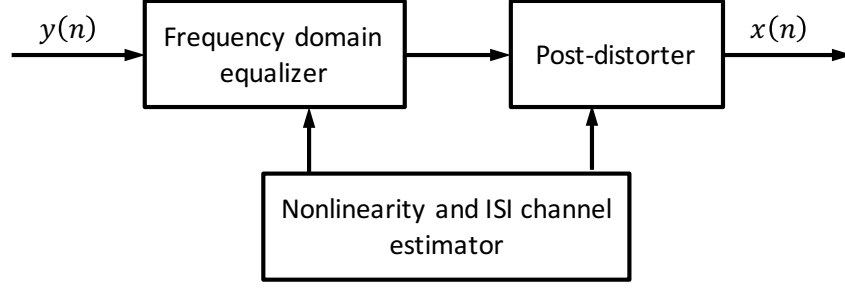 y(n)
Frequency domain
equalizer
Post-distorter
x(n)
Nonlinearity and ISI channel
estimator